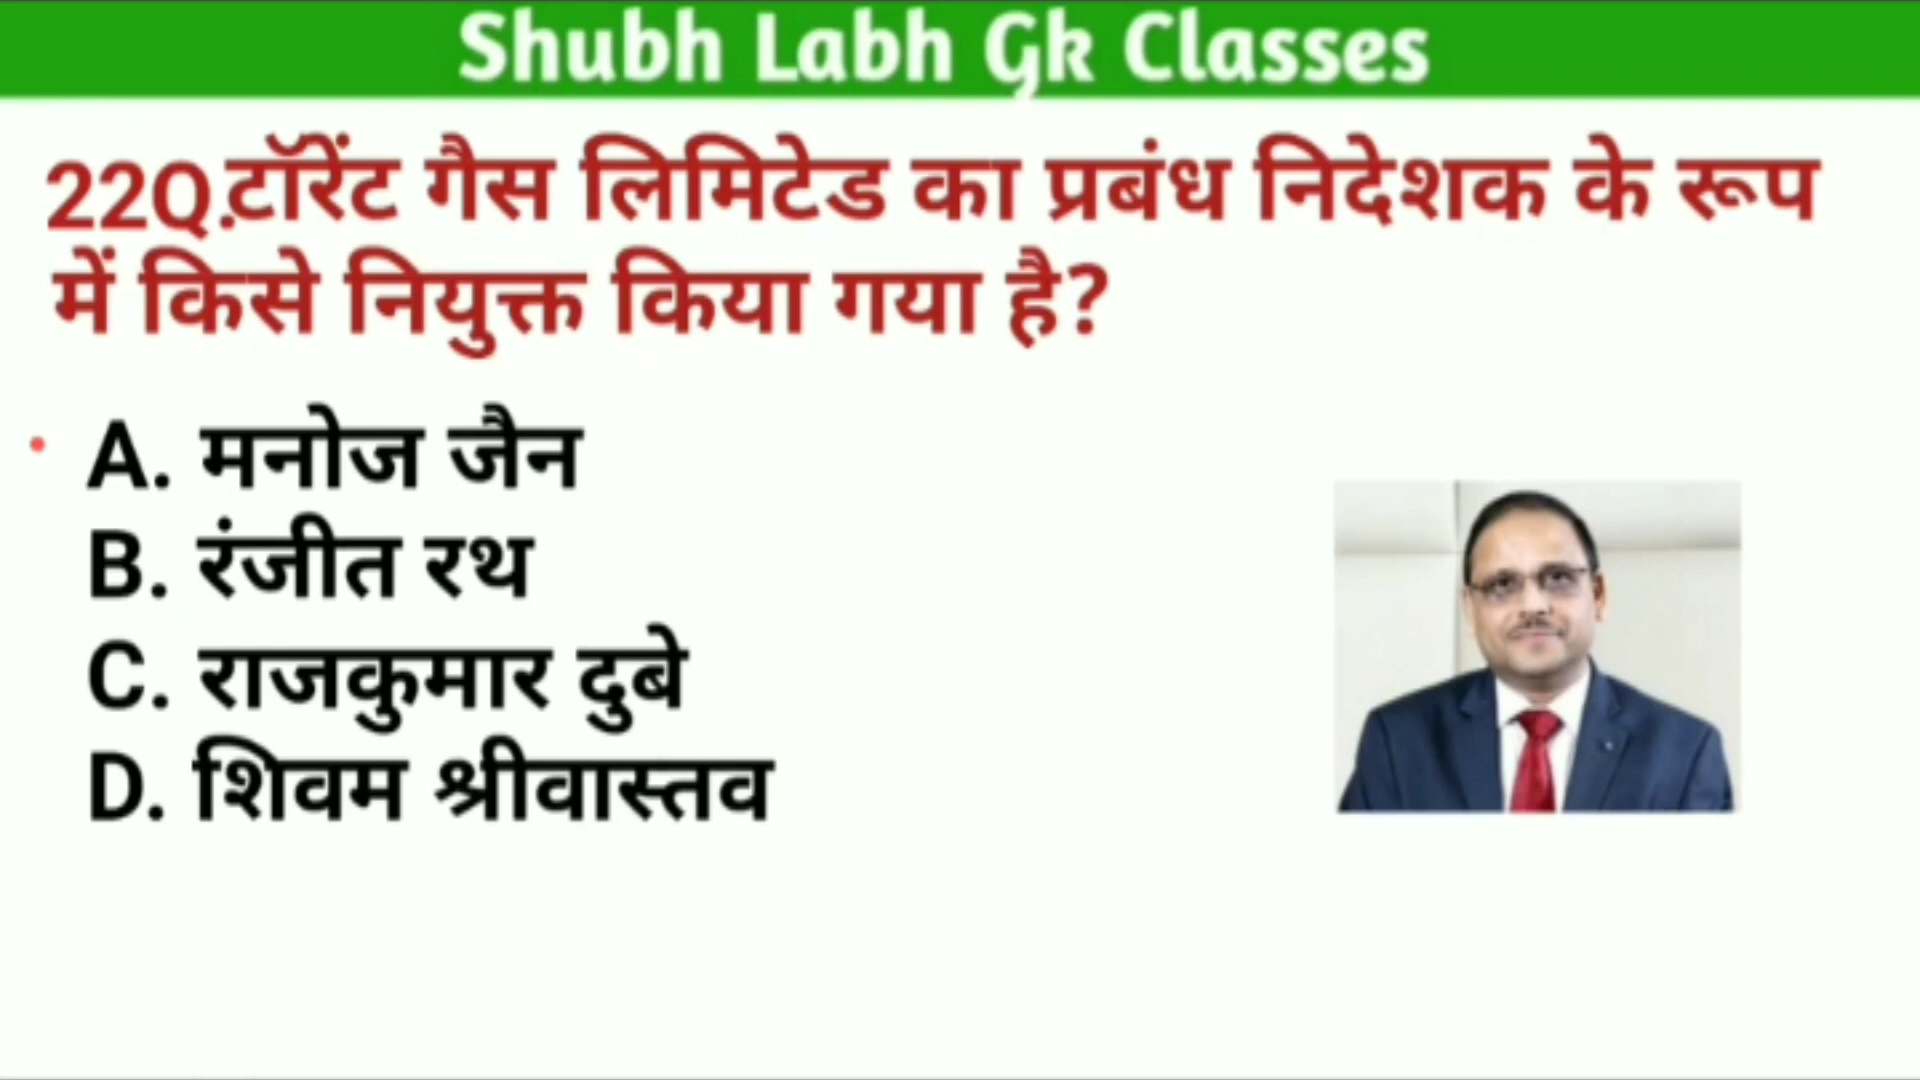 Shubh Labh Gk Classes
22Q.टॉरेंट गैस लिमिटेड का प्रबंध निदेशक के रूप
में किसे नियुक्त किया गया है?
A. मनोज जैन
B. रंजीत रथ
C. राजकुमार दुबे
D. शिवम श्रीवास्तव